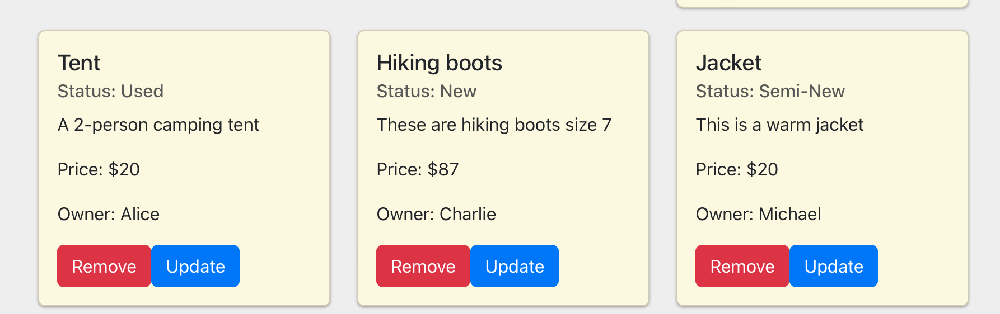 Tent
Status: Used
A 2-person camping tent
Price: $20
Owner: Alice
Remove Update
Hiking boots
Status: New
These are hiking boots size 7
Price: $87
Owner: Charlie
Remove Update
Jacket
Status: Semi-New
This is a warm jacket
Price: $20
Owner: Michael
Remove Update